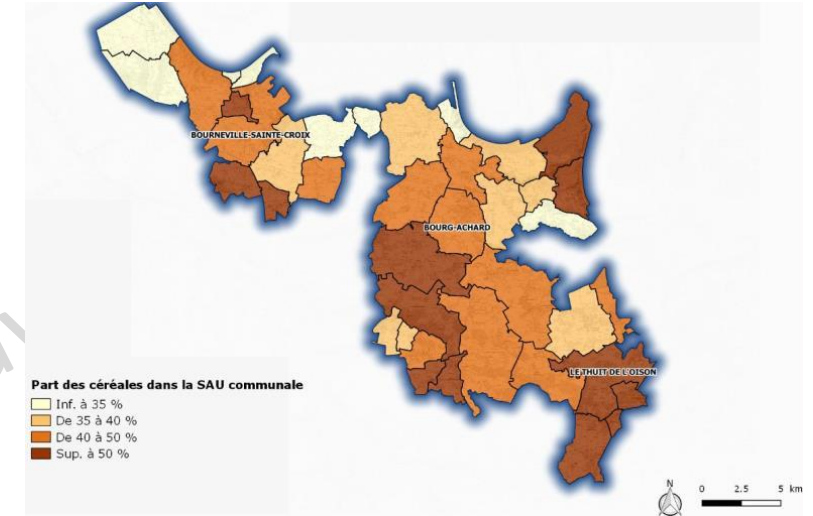 BOURNEVILLE-SAINTE-CROIX
BOURG-ACHARD
LE THUIT DE L'OISON
Part des céréales dans la SAU communale
Inf. à 35 %
De 35 à 40 %
De 40 à 50 %
Sup. à 50 %
N
0 2.5 5 km